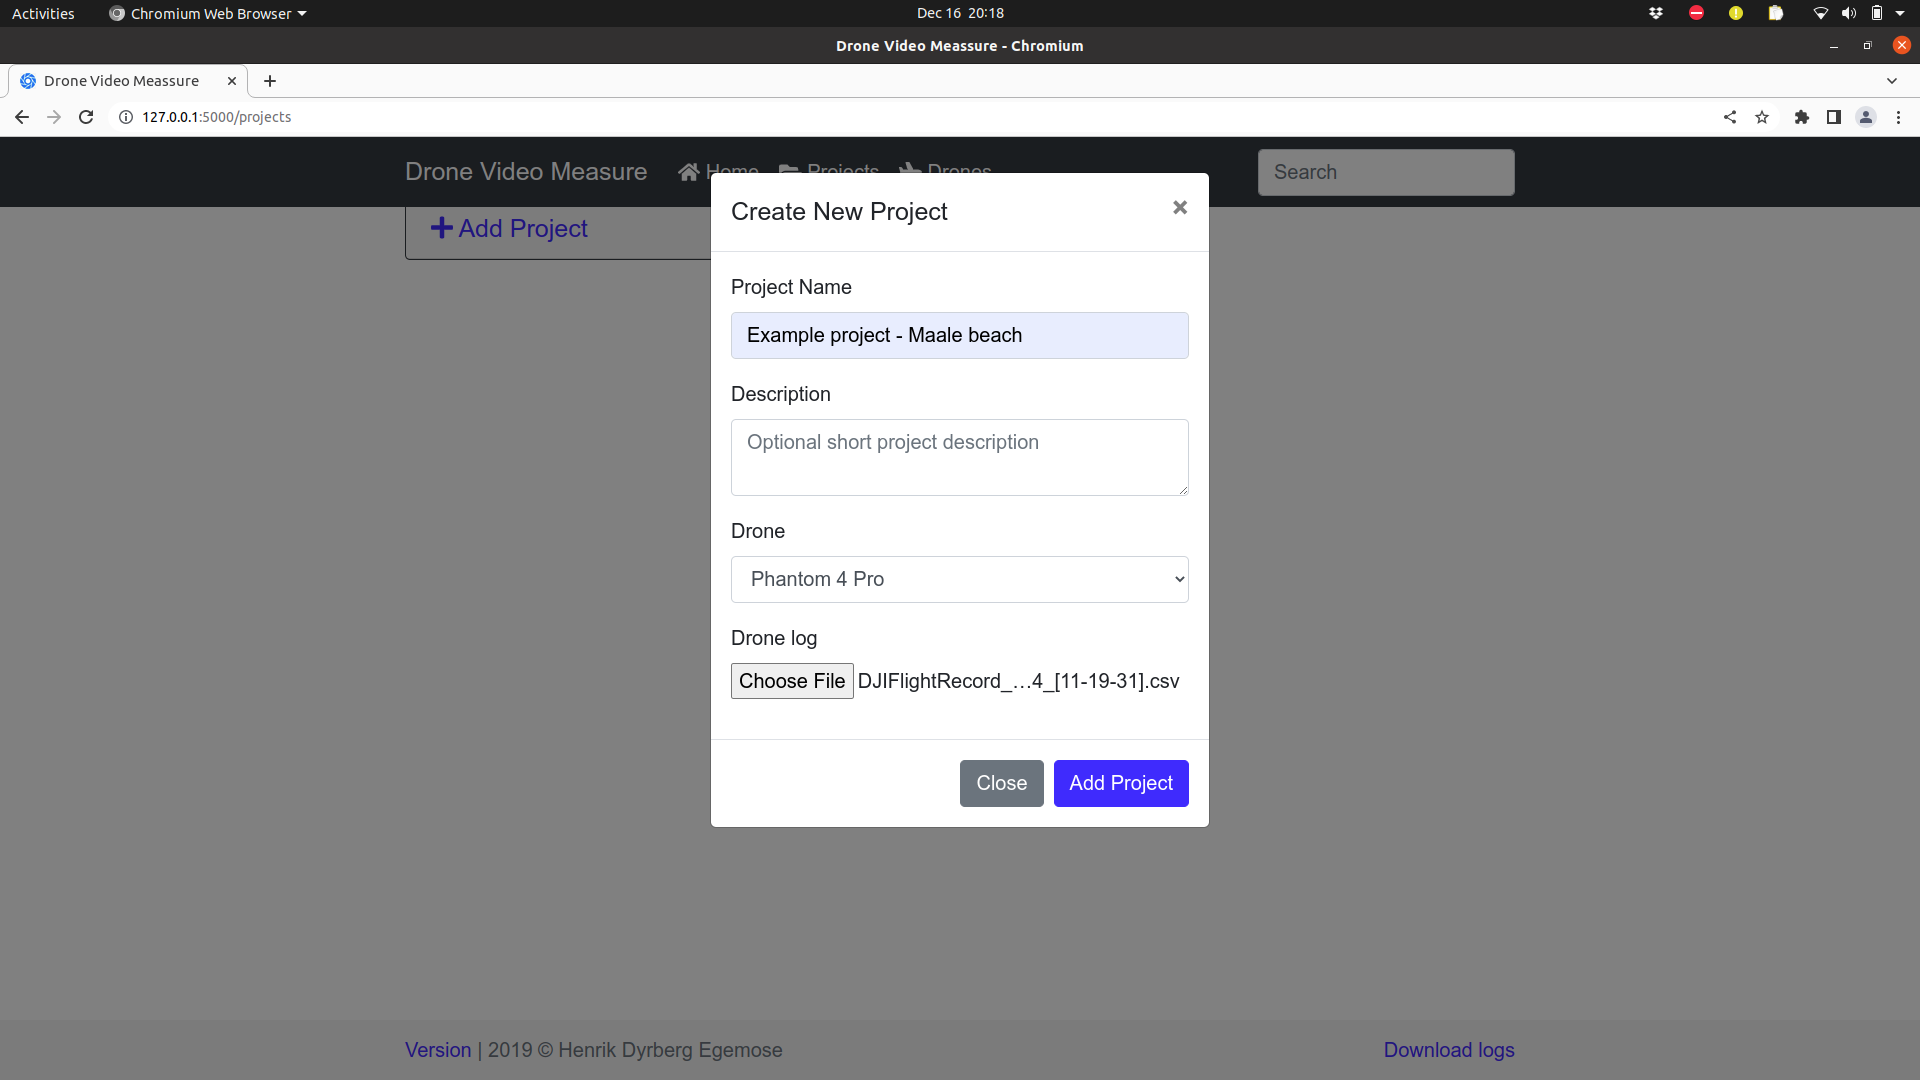 Activities
Chromium Web Browser
Dec 16 20:18
Drone Video Meassure - Chromium
Drone Video Meassure
127.0.0.1:5000/projects
Drone Video Measure
Home
Projects
Drones
Search
Add Project
Create New Project
×
Project Name
Example project - Maale beach
Description
Optional short project description
Drone
Phantom 4 Pro
Drone log
Choose File DJIFlightRecord_…4_[11-19-31].csv
Close
Add Project
Version | 2019 © Henrik Dyrberg Egemose
Download logs